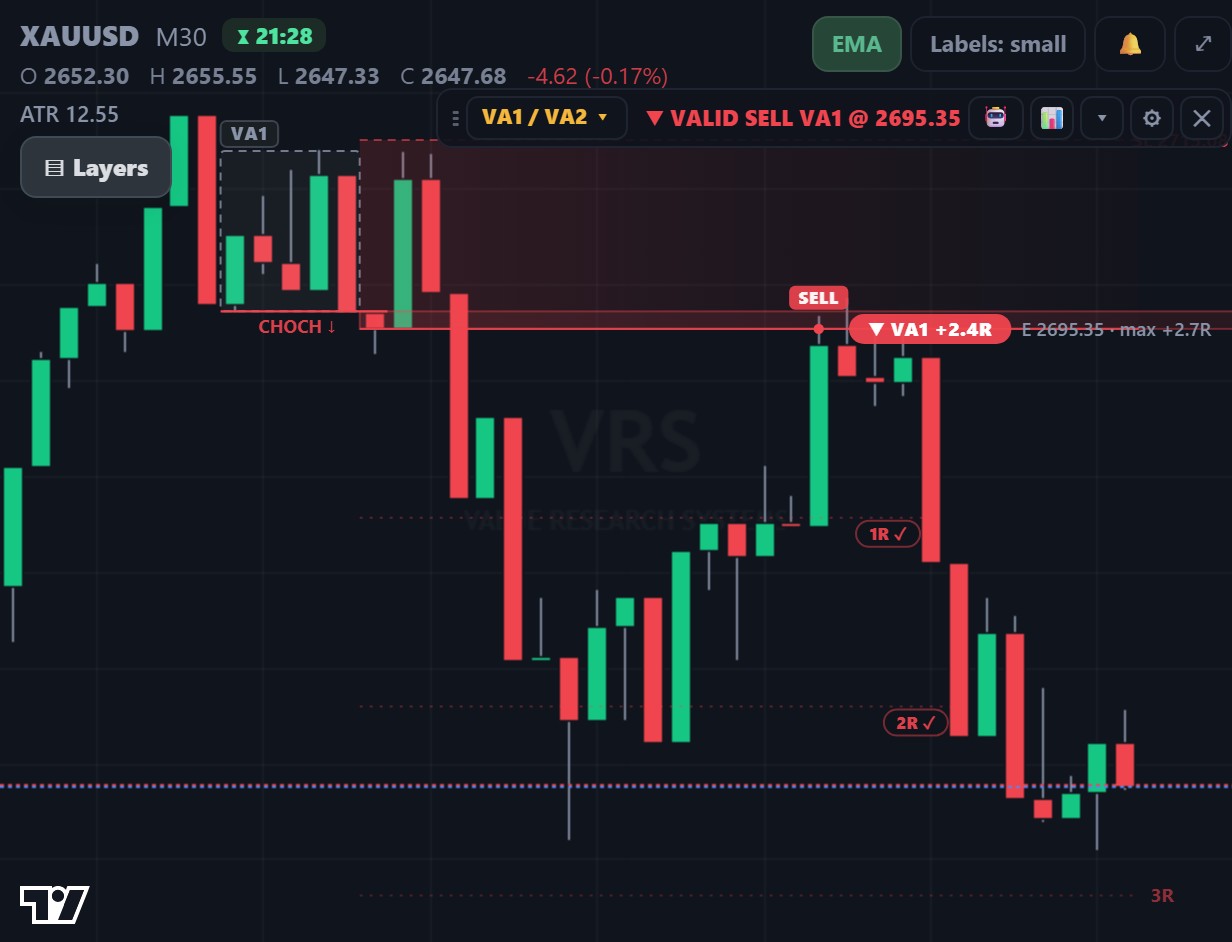 XAUUSD M30 21:28
EMA
Labels: small
O 2652.30 H 2655.55 L 2647.33 C 2647.68 -4.62 (-0.17%)
ATR 12.55
VA1 / VA2
▼ VALID SELL VA1 @ 2695.35
Layers
VA1
CHOCH ↓
SELL
▼ VA1 +2.4R
E 2695.35 · max +2.7R
VRS
1R ✓
2R ✓
3R